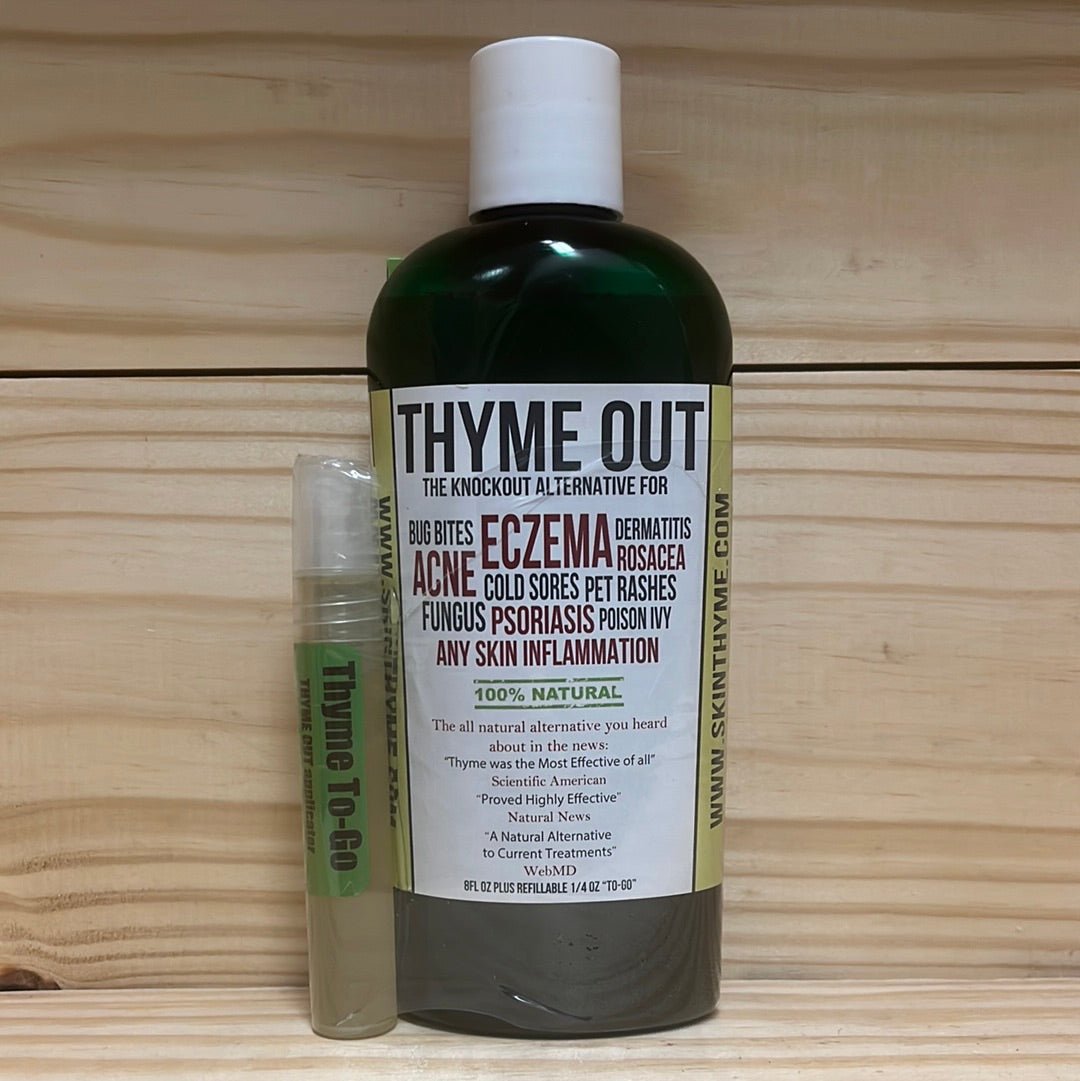 THYME OUT
THE KNOCKOUT ALTERNATIVE FOR
BUG BITES ECZEMA DERMATITIS
ACNE ROSACEA
COLD SORES PET RASHES
FUNGUS PSORIASIS POISON IVY
ANY SKIN INFLAMMATION
100% NATURAL
The all natural alternative you heard
about in the news:
"Thyme was the Most Effective of all"
Scientific American
"Proved Highly Effective"
Natural News
"A Natural Alternative
to Current Treatments"
WebMD
8FL OZ PLUS REFILLABLE 1/4 OZ "TO-GO"
WWW.SKINTHYME.COM
Thyme To-Go
THYME OUT applicator